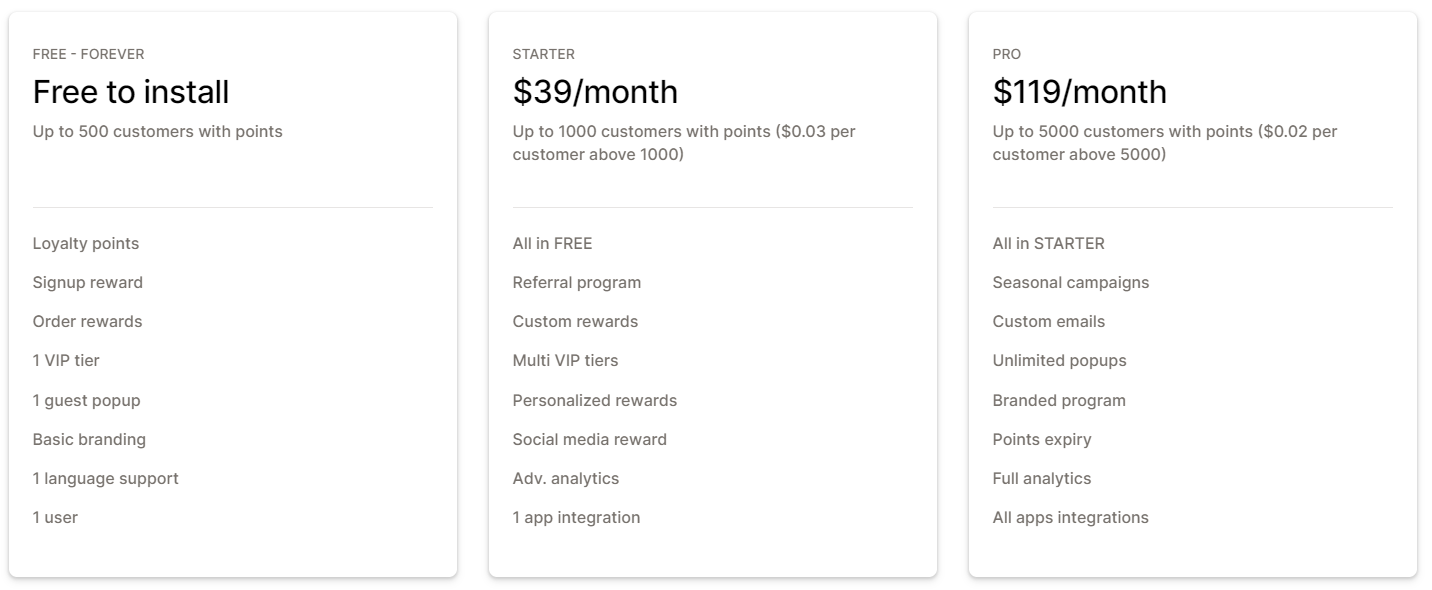 FREE - FOREVER
Free to install
Up to 500 customers with points
Loyalty points
Signup reward
Order rewards
1 VIP tier
1 guest popup
Basic branding
1 language support
1 user
STARTER
$39/month
Up to 1000 customers with points ($0.03 per
customer above 1000)
All in FREE
Referral program
Custom rewards
Multi VIP tiers
Personalized rewards
Social media reward
Adv. analytics
1 app integration
PRO
$119/month
Up to 5000 customers with points ($0.02 per
customer above 5000)
All in STARTER
Seasonal campaigns
Custom emails
Unlimited popups
Branded program
Points expiry
Full analytics
All apps integrations